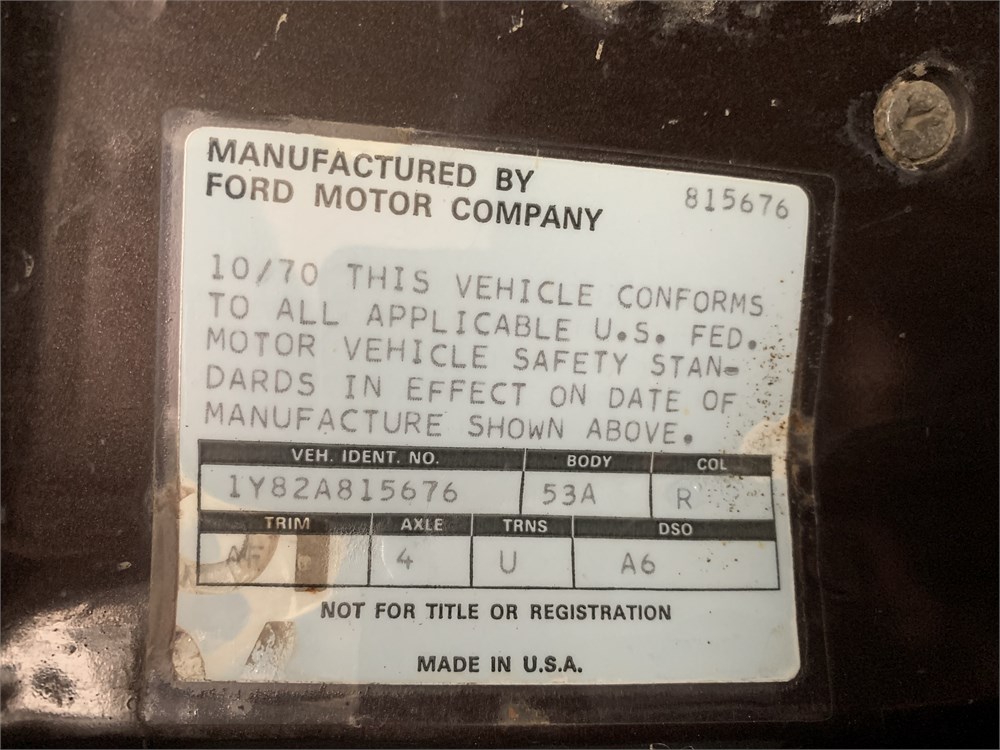 MANUFACTURED BY
FORD MOTOR COMPANY
815676
10/70 THIS VEHICLE CONFORMS
TO ALL APPLICABLE U.S. FED.
MOTOR VEHICLE SAFETY STAN-
DARDS IN EFFECT ON DATE OF
MANUFACTURE SHOWN ABOVE.
VEH. IDENT. NO. BODY COL
1Y82A815676 53A R
TRIM AXLE TRNS DSO
AF 4 U A6
NOT FOR TITLE OR REGISTRATION
MADE IN U.S.A.